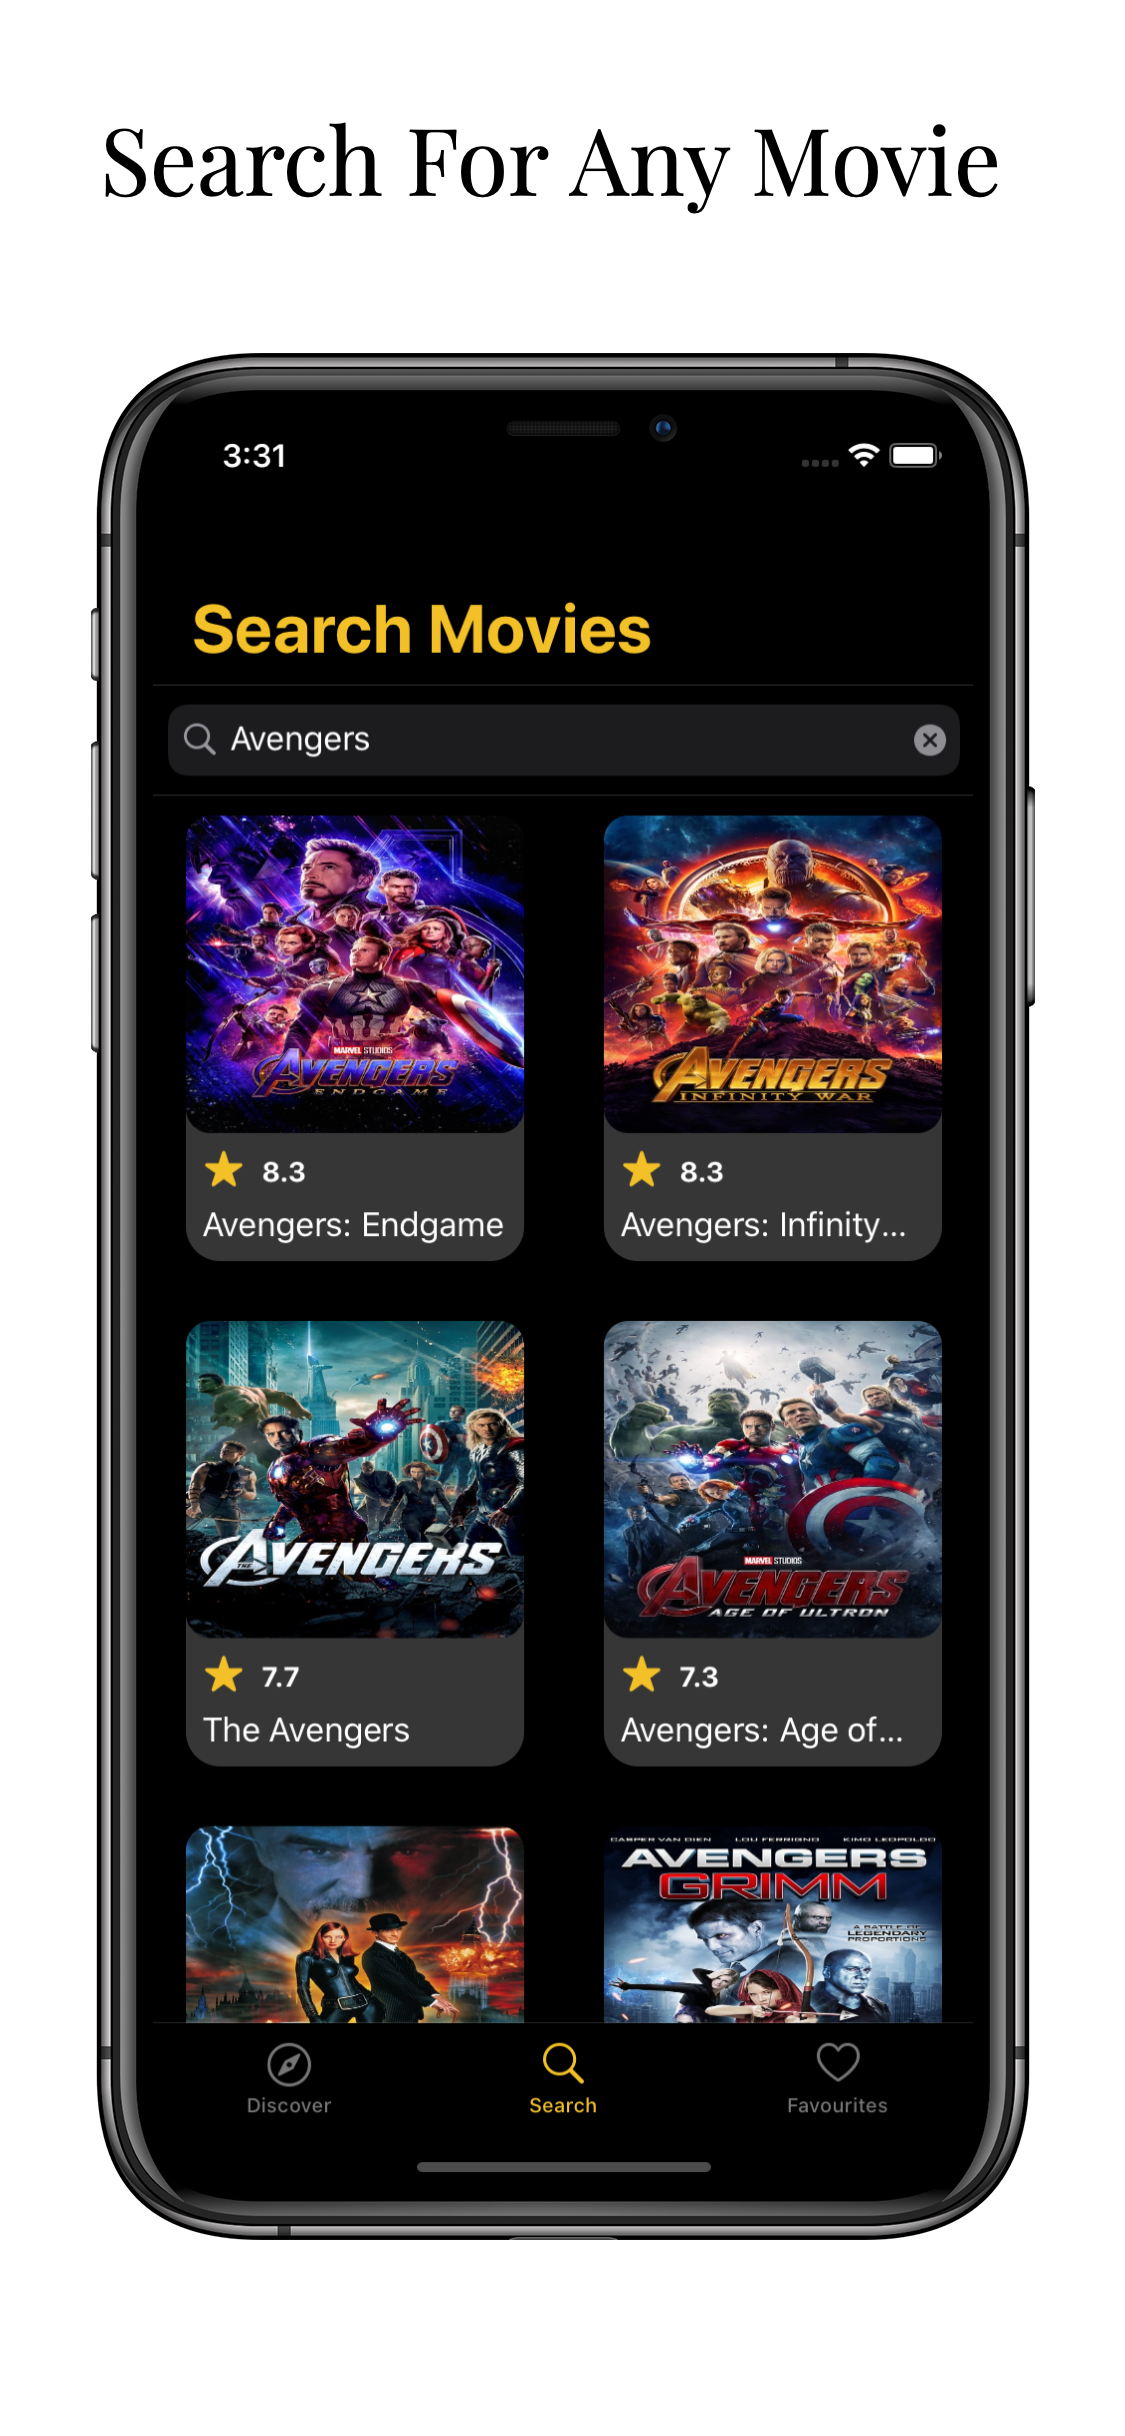 Search For Any Movie
3:31
Search Movies
Avengers
MARVEL STUDIOS
AVENGERS
ENDGAME
AVENGERS
INFINITY WAR
8.3
8.3
Avengers: Endgame
Avengers: Infinity...
THE AVENGERS
MARVEL STUDIOS
AVENGERS
AGE OF ULTRON
7.7
7.3
The Avengers
Avengers: Age of...
CASPER VAN DIEN LOU FERRIGNO KIMO LEOPOLDO
AVENGERS
GRIMM
A BATTLE OF
LEGENDARY
PROPORTIONS
Discover
Search
Favourites